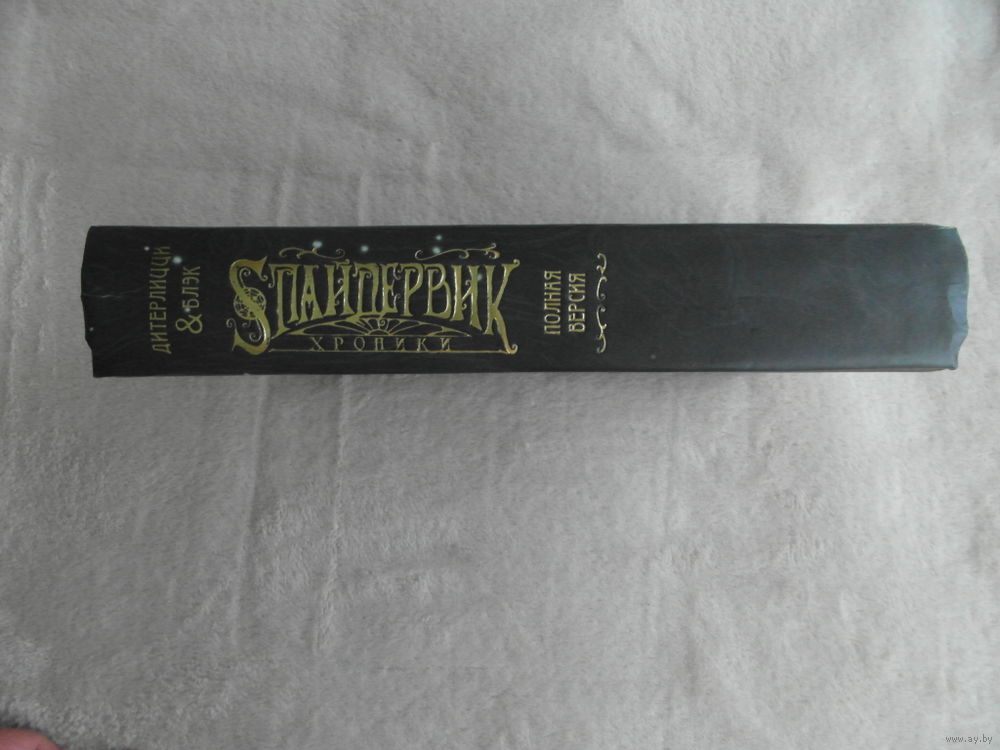 ДИТЕРЛИЦЦИ
& БЛЭК
SПАЙДЕРВИК
ХРОНИКИ
ПОЛНАЯ
ВЕРСИЯ
www.ay.by